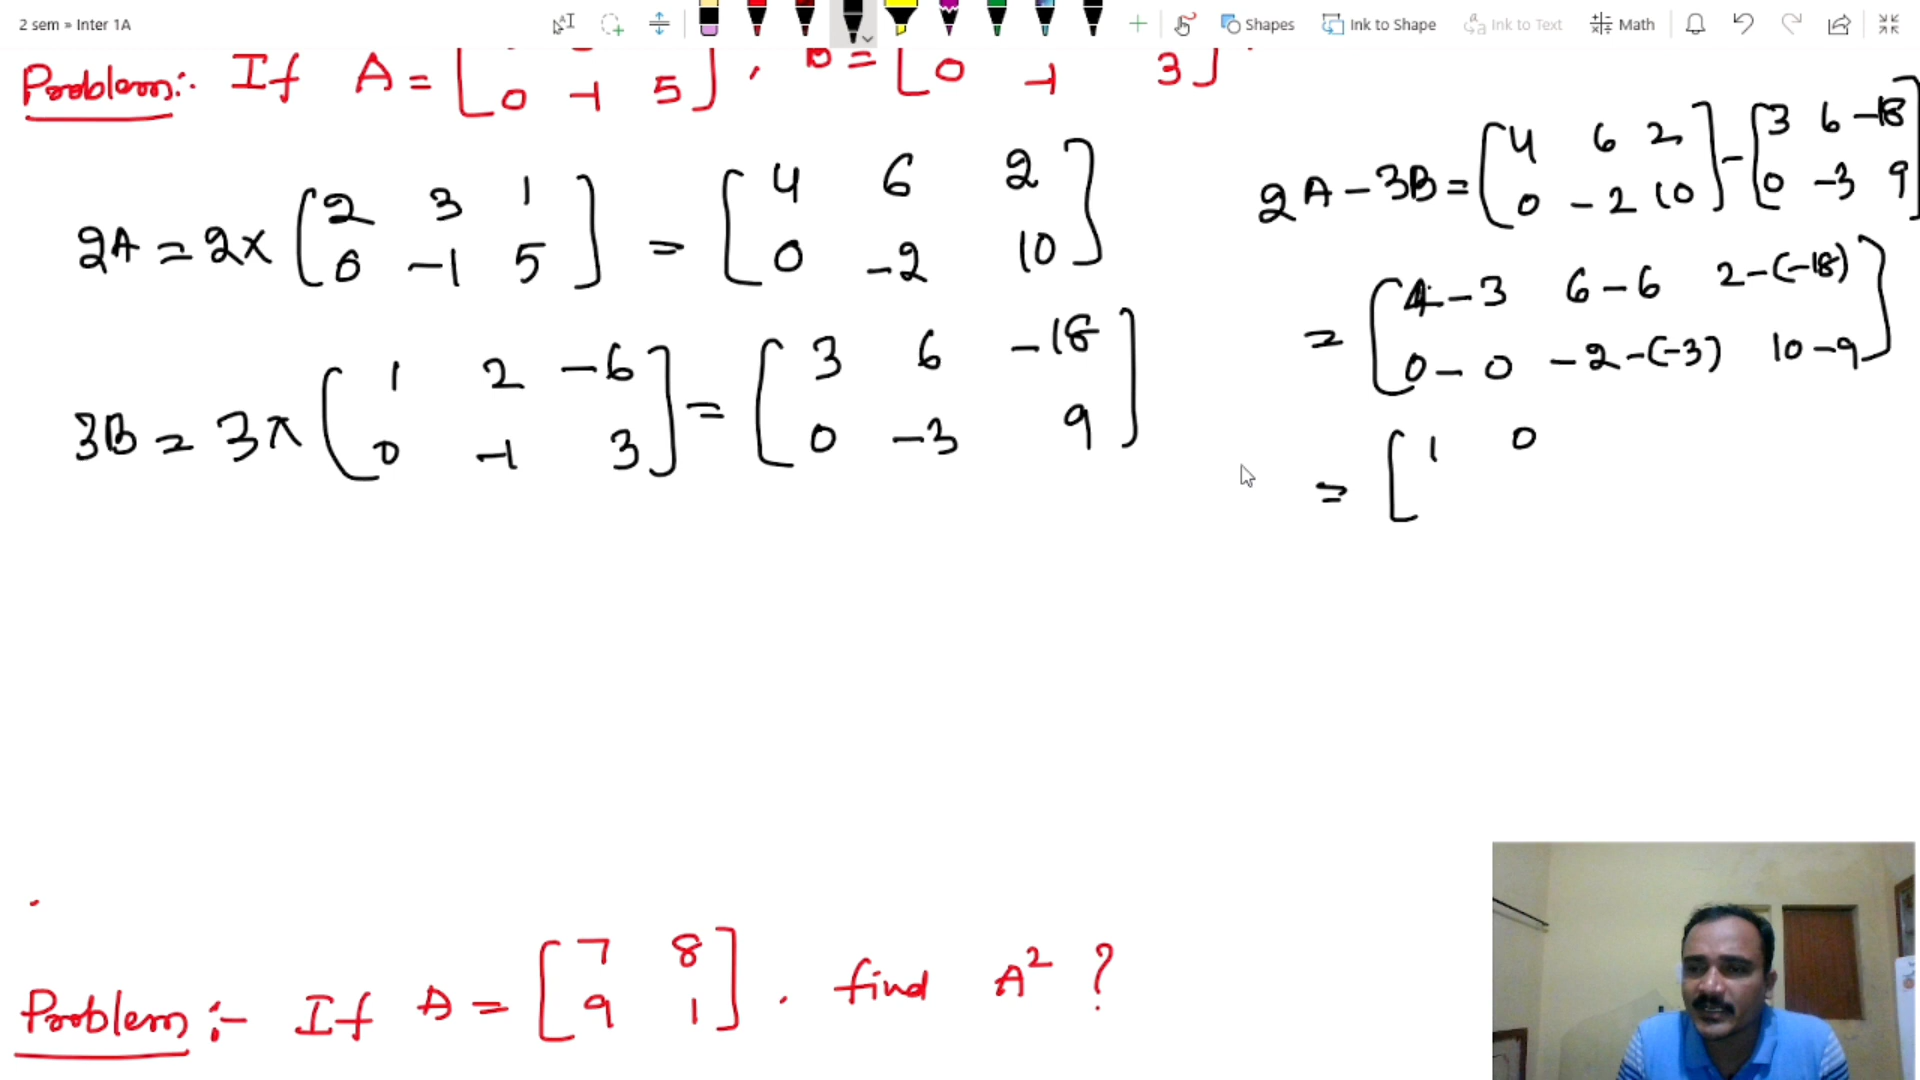 2 sem » Inter 1A
Shapes Ink to Shape Ink to Text Math
Problem:- If A = [ 0 -1 5 ] , B = [ 0 -1 3 ]
2A = 2x [ 2 3 1 0 -1 5 ] = [ 4 6 2 0 -2 10 ]
3B = 3x [ 1 2 -6 0 -1 3 ] = [ 3 6 -18 0 -3 9 ]
2A - 3B = [ 4 6 2 0 -2 10 ] - [ 3 6 -18 0 -3 9 ]
= [ 4-3 6-6 2-(-18) 0-0 -2-(-3) 10-9 ]
= [ 1 0
Problem :- If A = [ 7 8 9 1 ] . find A² ?